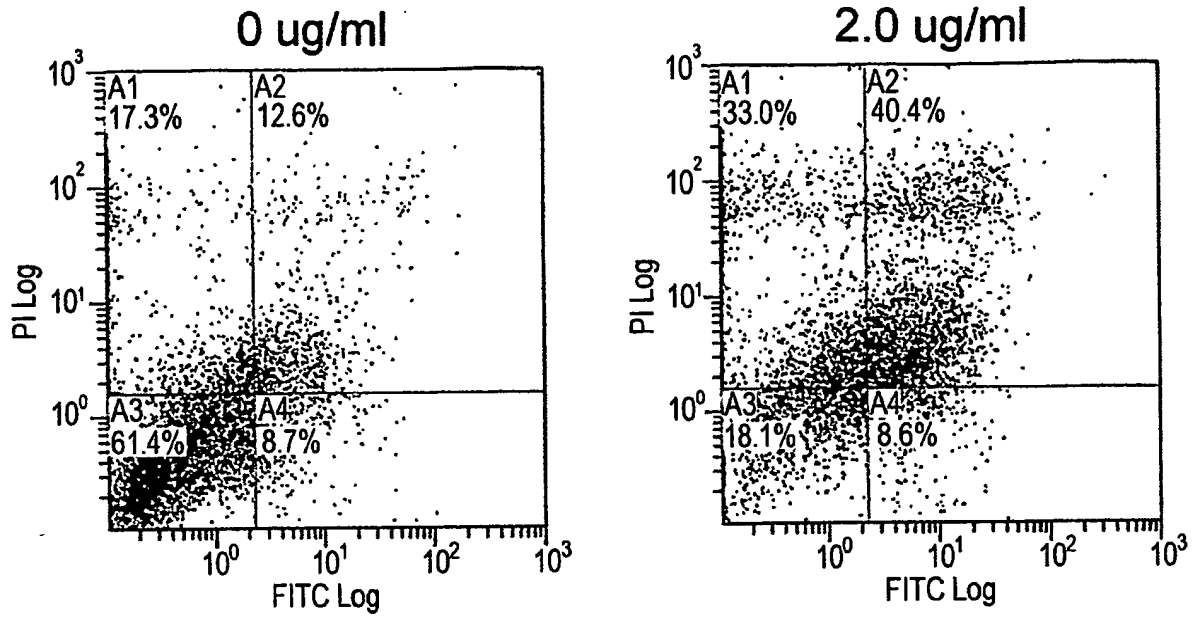 0 ug/ml
10³
A1
17.3%
A2
12.6%
10²
10¹
10⁰
A3
61.4%
A4
8.7%
PI Log
10⁰ 10¹ 10² 10³
FITC Log
2.0 ug/ml
10³
A1
33.0%
A2
40.4%
10²
10¹
10⁰
A3
18.1%
A4
8.6%
PI Log
10⁰ 10¹ 10² 10³
FITC Log